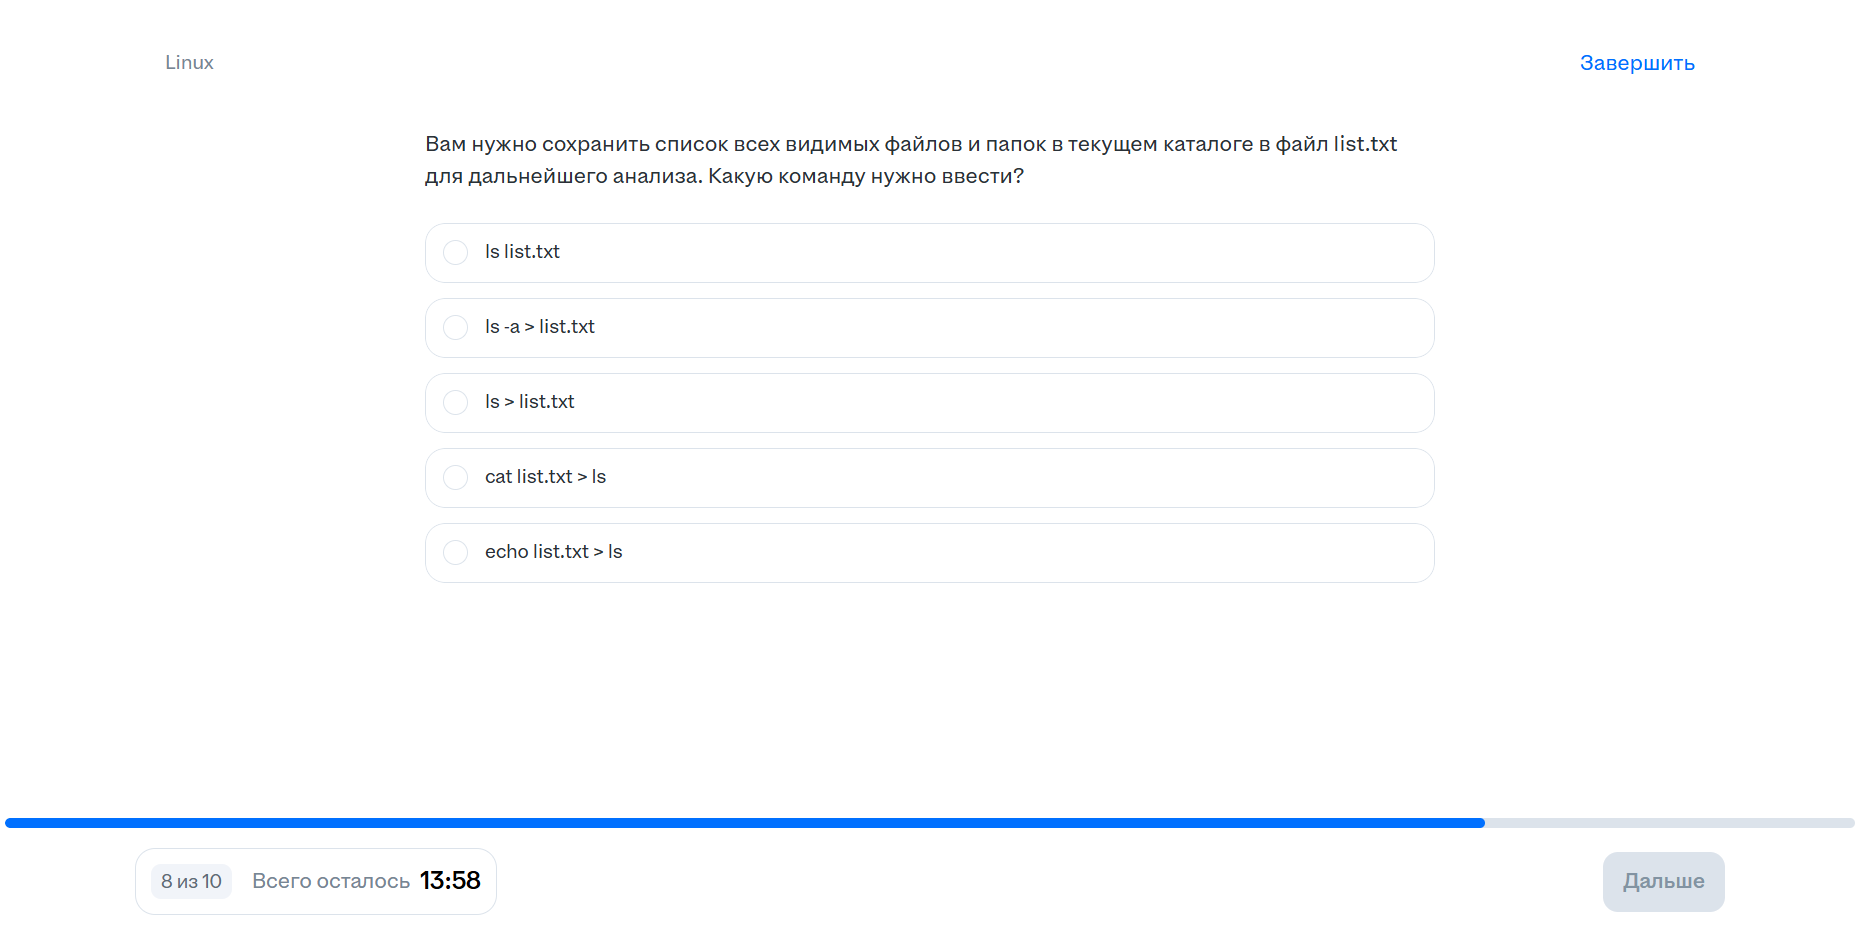 Linux
Завершить
Вам нужно сохранить список всех видимых файлов и папок в текущем каталоге в файл list.txt
для дальнейшего анализа. Какую команду нужно ввести?
ls list.txt
ls -a > list.txt
ls > list.txt
cat list.txt > ls
echo list.txt > ls
8 из 10
Всего осталось 13:58
Дальше